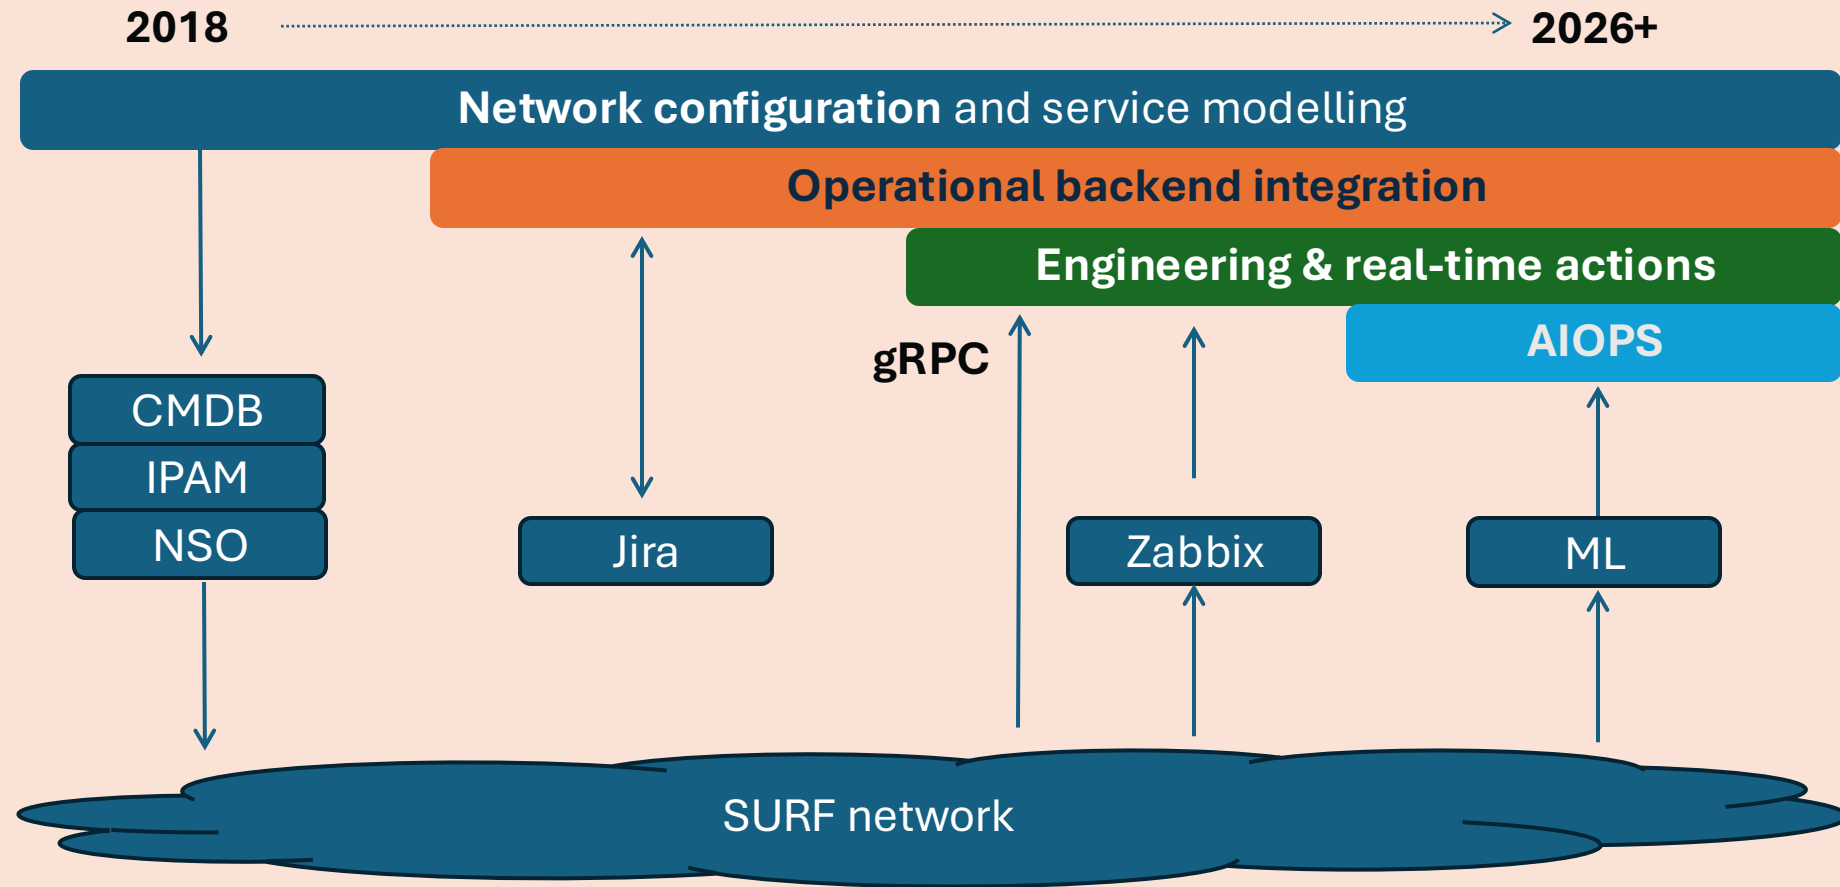 2018
2026+
Network configuration and service modelling
Operational backend integration
Engineering & real-time actions
gRPC
AIOPS
CMDB
IPAM
NSO
Jira
Zabbix
ML
SURF network